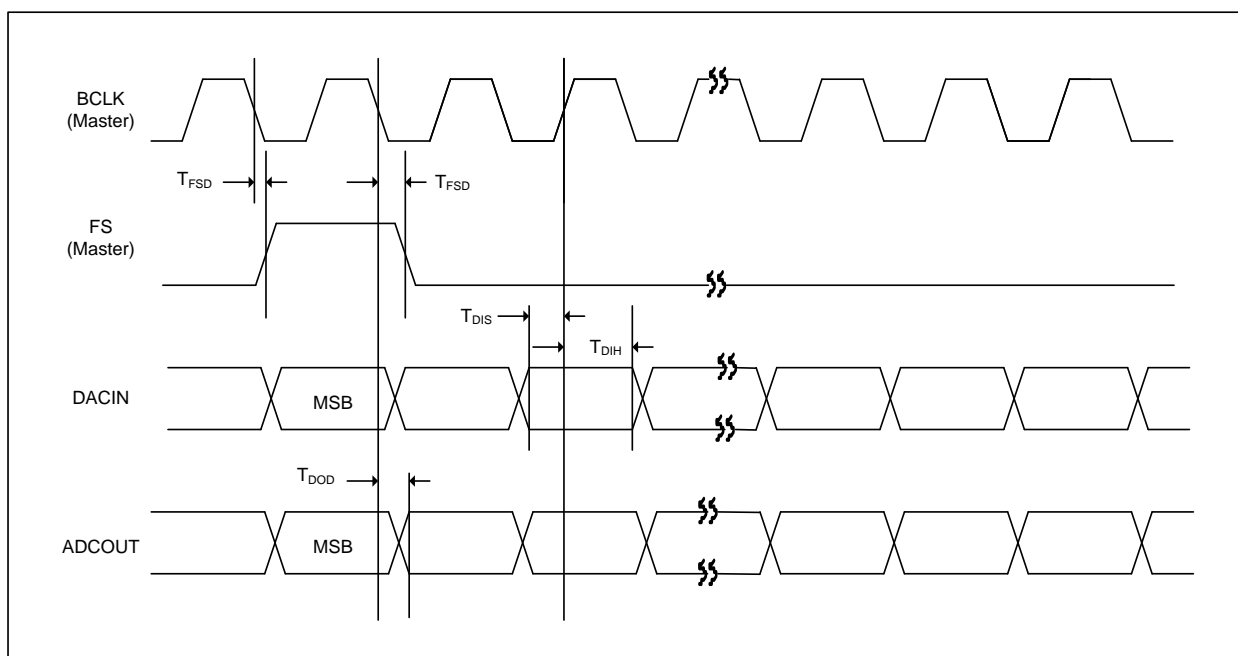 BCLK
(Master)
TFSD
TFSD
FS
(Master)
TDIS
TDIH
DACIN
MSB
TDOD
ADCOUT
MSB